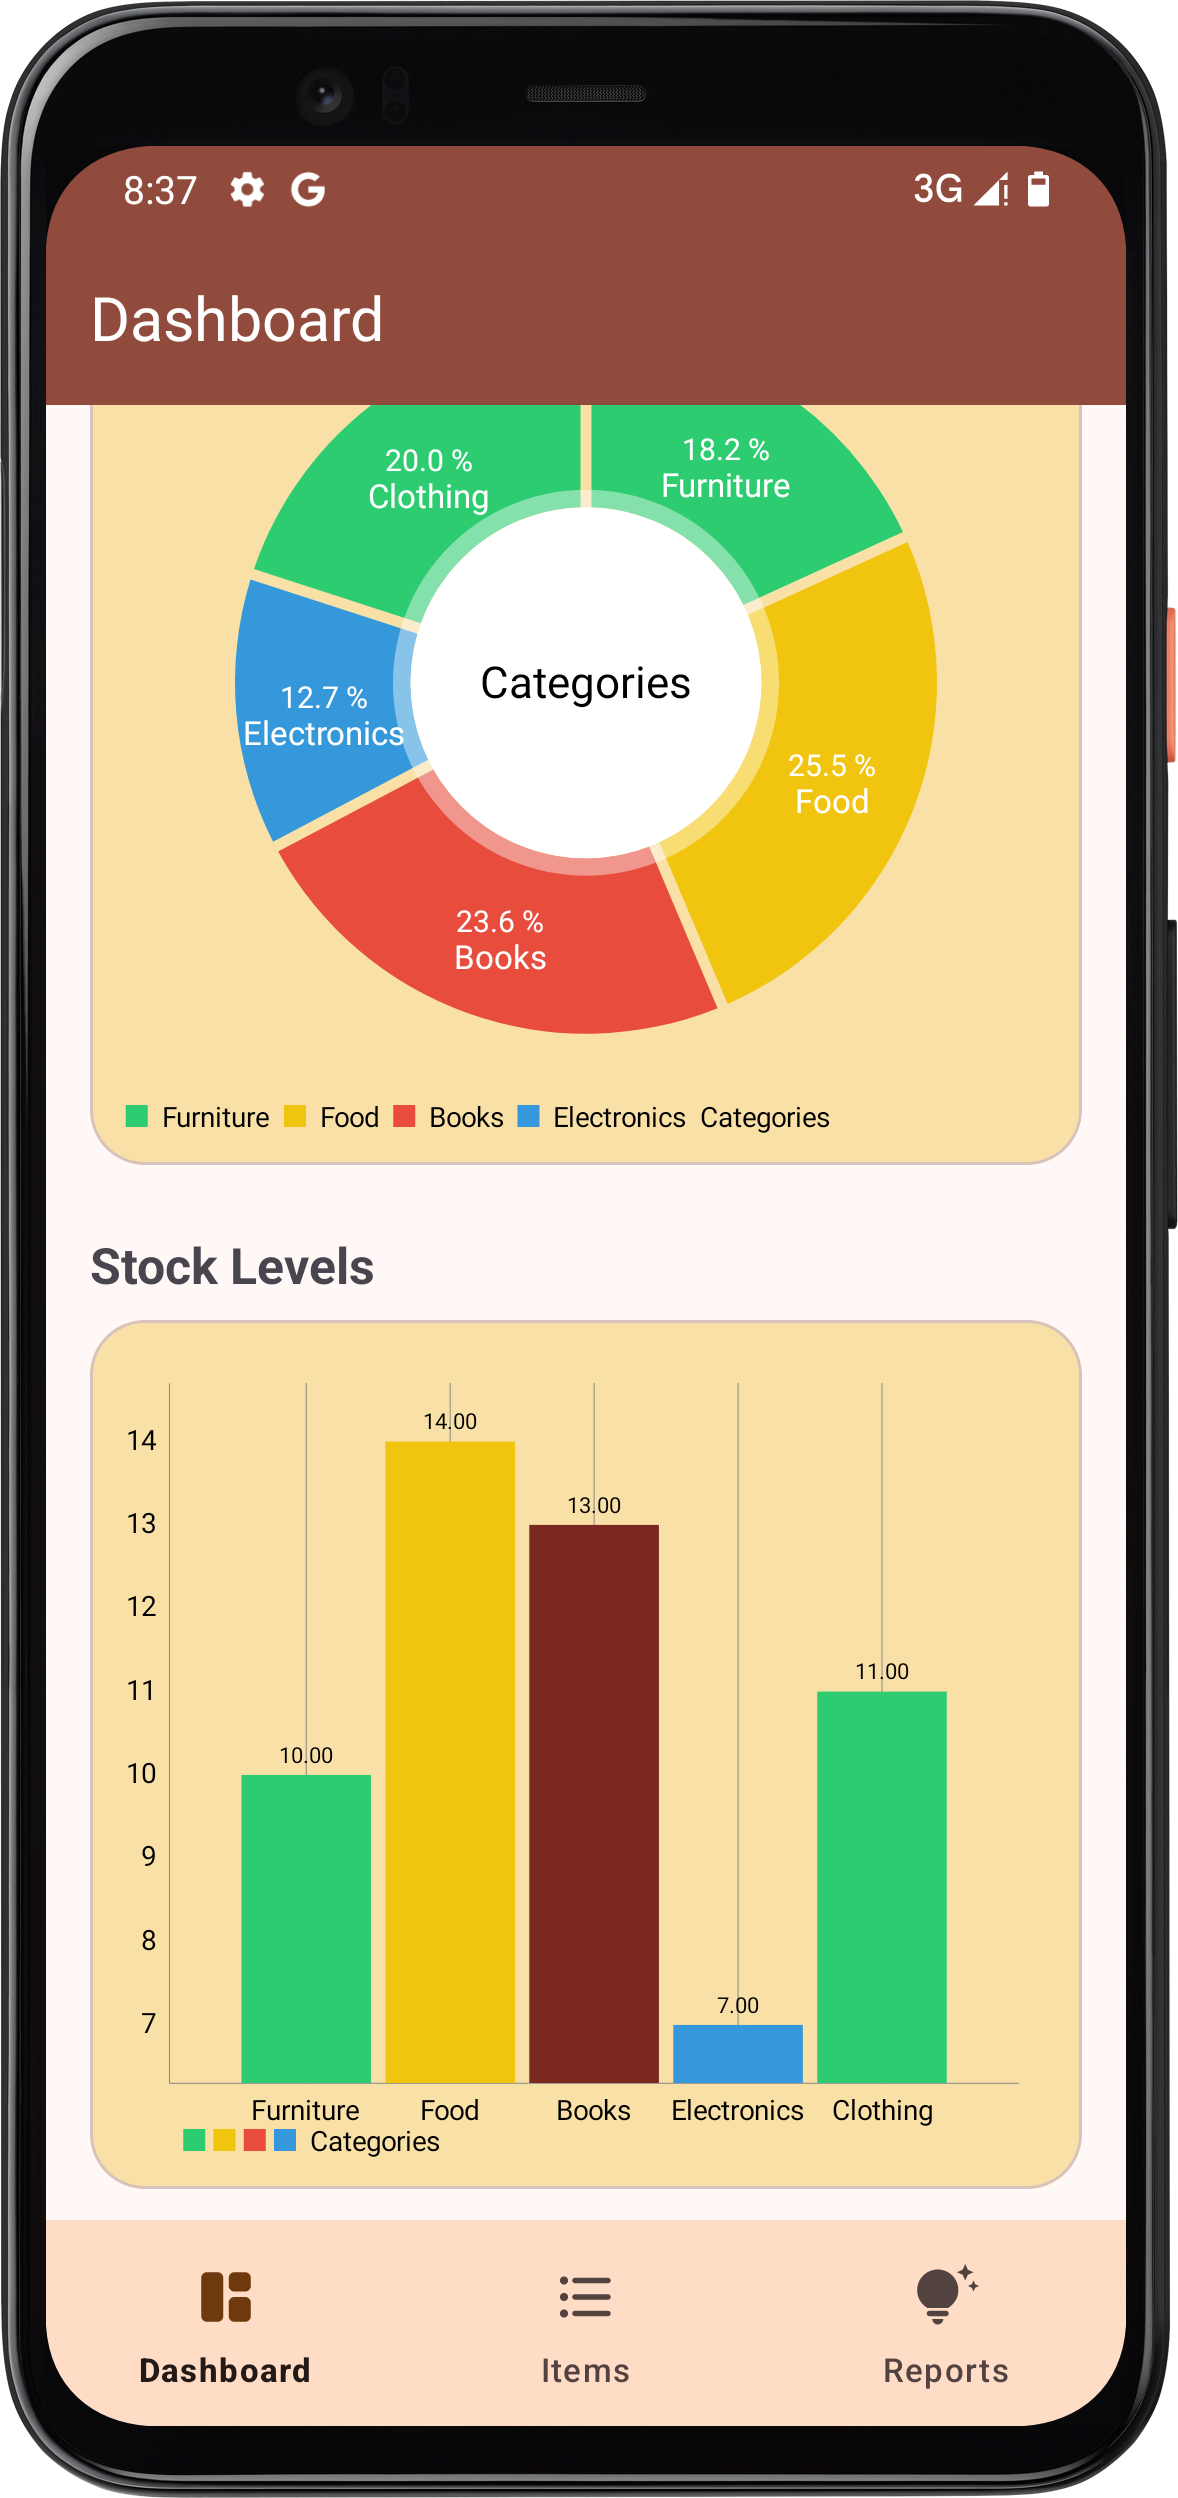 8:37 G 3G
Dashboard
20.0 %
Clothing
18.2 %
Furniture
12.7 %
Electronics
Categories
25.5 %
Food
23.6 %
Books
Furniture Food Books Electronics Categories
Stock Levels
14
13
12
11
10
9
8
7
10.00
14.00
13.00
7.00
11.00
Furniture Food Books Electronics Clothing
Categories
Dashboard Items Reports